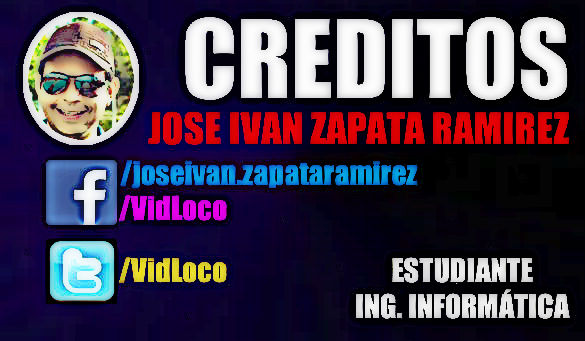 CREDITOS
JOSE IVAN ZAPATA RAMIREZ
/joseivan.zapataramirez
/VidLoco
/VidLoco
ESTUDIANTE
ING. INFORMÁTICA